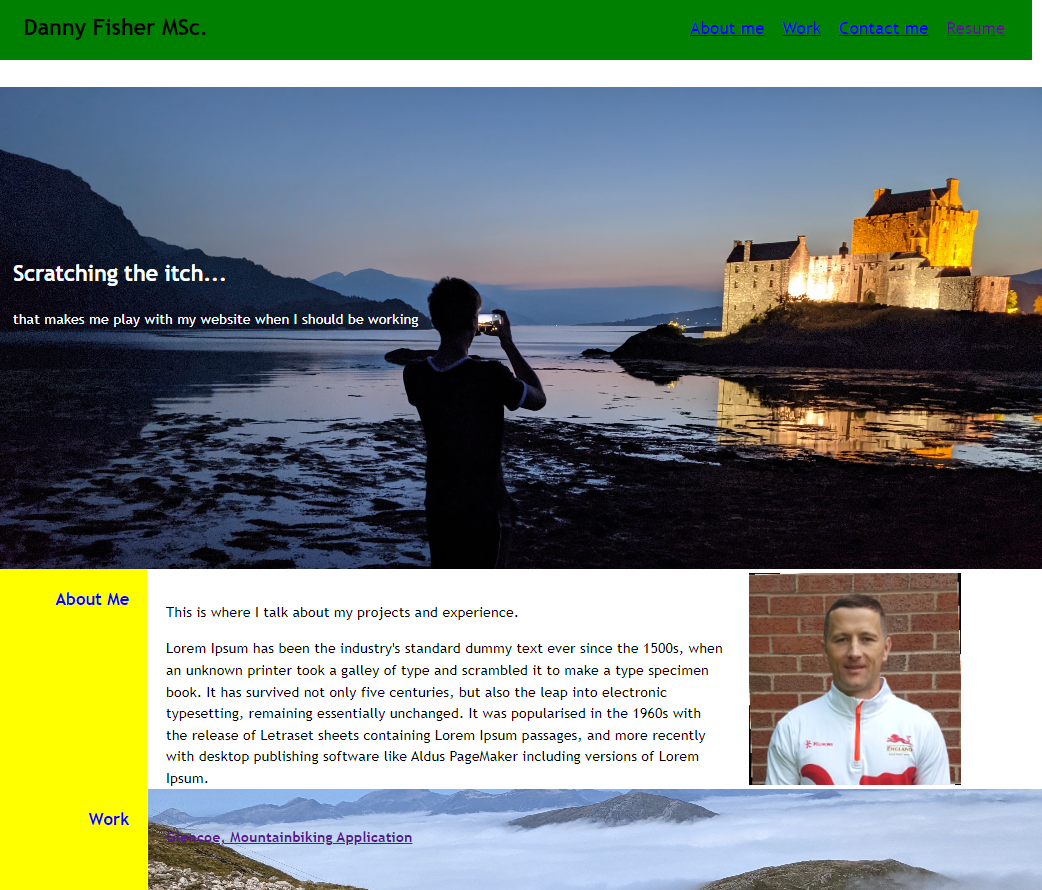 Danny Fisher MSc.
About me Work Contact me Resume
Scratching the itch...
that makes me play with my website when I should be working
About Me
This is where I talk about my projects and experience.
Lorem Ipsum has been the industry's standard dummy text ever since the 1500s, when
an unknown printer took a galley of type and scrambled it to make a type specimen
book. It has survived not only five centuries, but also the leap into electronic
typesetting, remaining essentially unchanged. It was popularised in the 1960s with
the release of Letraset sheets containing Lorem Ipsum passages, and more recently
with desktop publishing software like Aldus PageMaker including versions of Lorem
Ipsum.
ENGLAND
Work
Glencoe, Mountainbiking Application